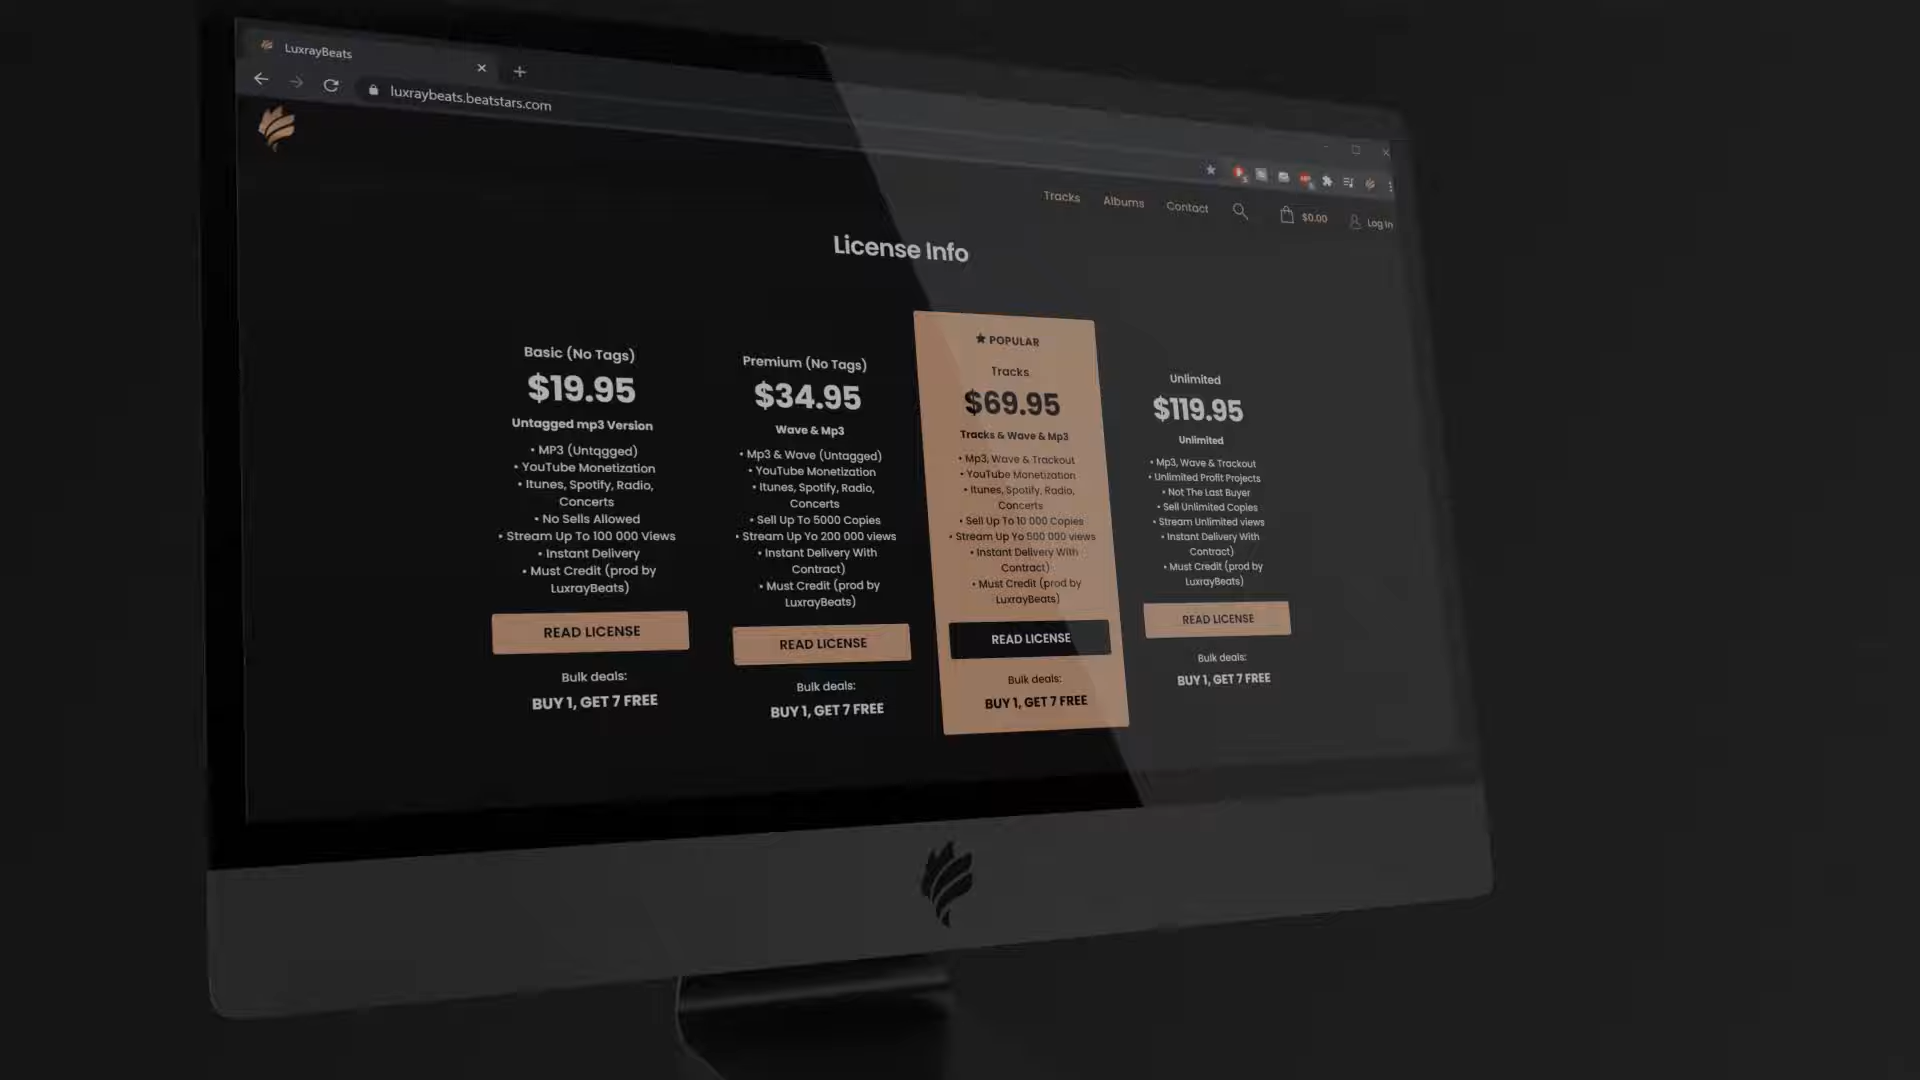 LuxrayBeats
luxraybeats.beatstars.com
Tracks
Albums
Contact
$0.00
Log In
License Info
Basic (No Tags)
$19.95
Untagged mp3 Version
• MP3 (Untqgged)
• YouTube Monetization
• Itunes, Spotify, Radio,
Concerts
• No Sells Allowed
• Stream Up To 100 000 Views
• Instant Delivery
• Must Credit (prod by
LuxrayBeats)
READ LICENSE
Bulk deals:
BUY 1, GET 7 FREE
Premium (No Tags)
$34.95
Wave & Mp3
• Mp3 & Wave (Untagged)
• YouTube Monetization
• Itunes, Spotify, Radio,
Concerts
• Sell Up To 5000 Copies
• Stream Up Yo 200 000 views
• Instant Delivery With
Contract)
• Must Credit (prod by
LuxrayBeats)
READ LICENSE
Bulk deals:
BUY 1, GET 7 FREE
★ POPULAR
Tracks
$69.95
Tracks & Wave & Mp3
• Mp3, Wave & Trackout
• YouTube Monetization
• Itunes, Spotify, Radio,
Concerts
• Sell Up To 10 000 Copies
• Stream Up Yo 500 000 views
• Instant Delivery With
Contract)
• Must Credit (prod by
LuxrayBeats)
READ LICENSE
Bulk deals:
BUY 1, GET 7 FREE
Unlimited
$119.95
Unlimited
• Mp3, Wave & Trackout
• Unlimited Profit Projects
• Not The Last Buyer
• Sell Unlimited Copies
• Stream Unlimited views
• Instant Delivery With
Contract)
• Must Credit (prod by
LuxrayBeats)
READ LICENSE
Bulk deals:
BUY 1, GET 7 FREE